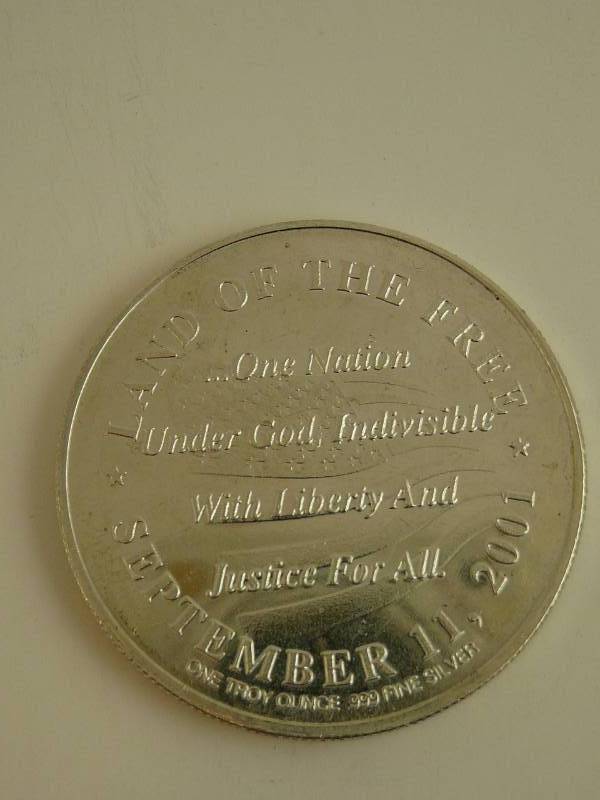 LAND OF THE FREE
...One Nation
Under God, Indivisible
With Liberty And
Justice For All.
SEPTEMBER 11, 2001
ONE TROY OUNCE .999 FINE SILVER